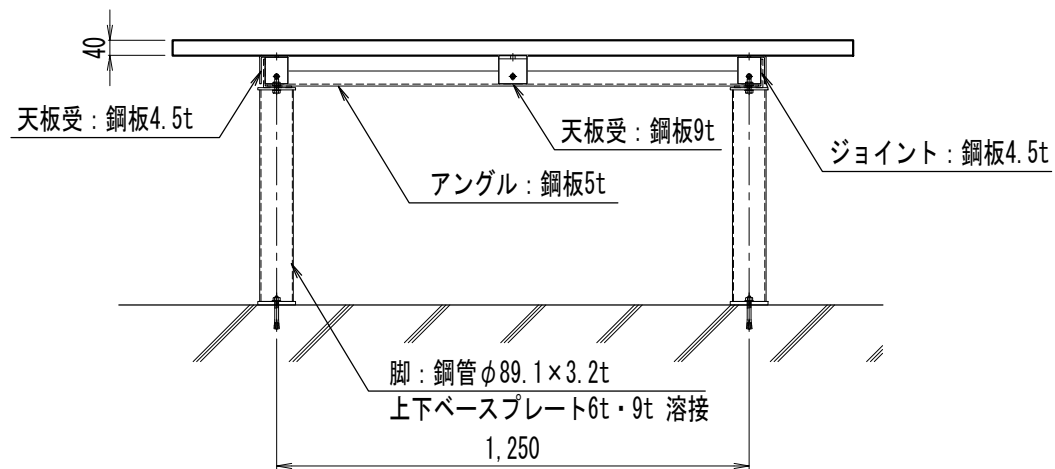 40
天板受：鋼板4.5t
天板受：鋼板9t
ジョイント：鋼板4.5t
アングル：鋼板5t
脚：鋼管φ89.1×3.2t
上下ベースプレート6t・9t 溶接
1,250